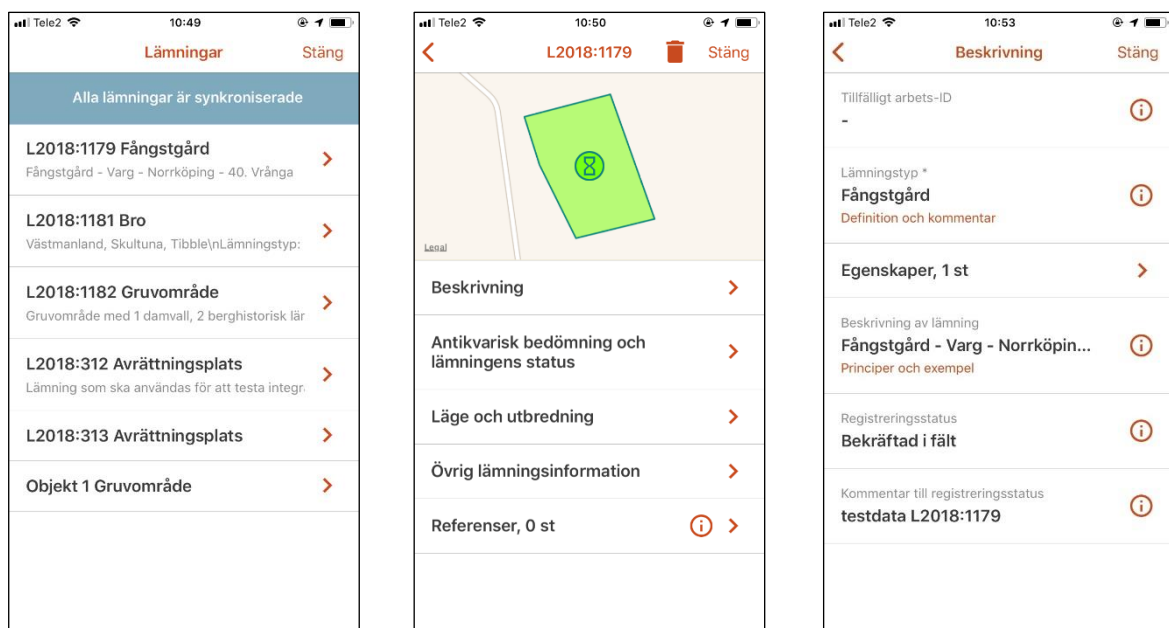 Tele2
10:49
Lämningar
Stäng
Alla lämningar är synkroniserade
L2018:1179 Fångstgård
Fångstgård - Varg - Norrköping - 40. Vrånga
L2018:1181 Bro
Västmanland, Skultuna, Tibble\nLämningstyp:
L2018:1182 Gruvområde
Gruvområde med 1 damvall, 2 berghistorisk lär
L2018:312 Avrättningsplats
Lämning som ska användas för att testa integr
L2018:313 Avrättningsplats
Objekt 1 Gruvområde
Tele2
10:50
L2018:1179
Stäng
Legal
Beskrivning
Antikvarisk bedömning och
lämningens status
Läge och utbredning
Övrig lämningsinformation
Referenser, 0 st
Tele2
10:53
Beskrivning
Stäng
Tillfälligt arbets-ID
-
Lämningstyp *
Fångstgård
Definition och kommentar
Egenskaper, 1 st
Beskrivning av lämning
Fångstgård - Varg - Norrköpin...
Principer och exempel
Registreringsstatus
Bekräftad i fält
Kommentar till registreringsstatus
testdata L2018:1179